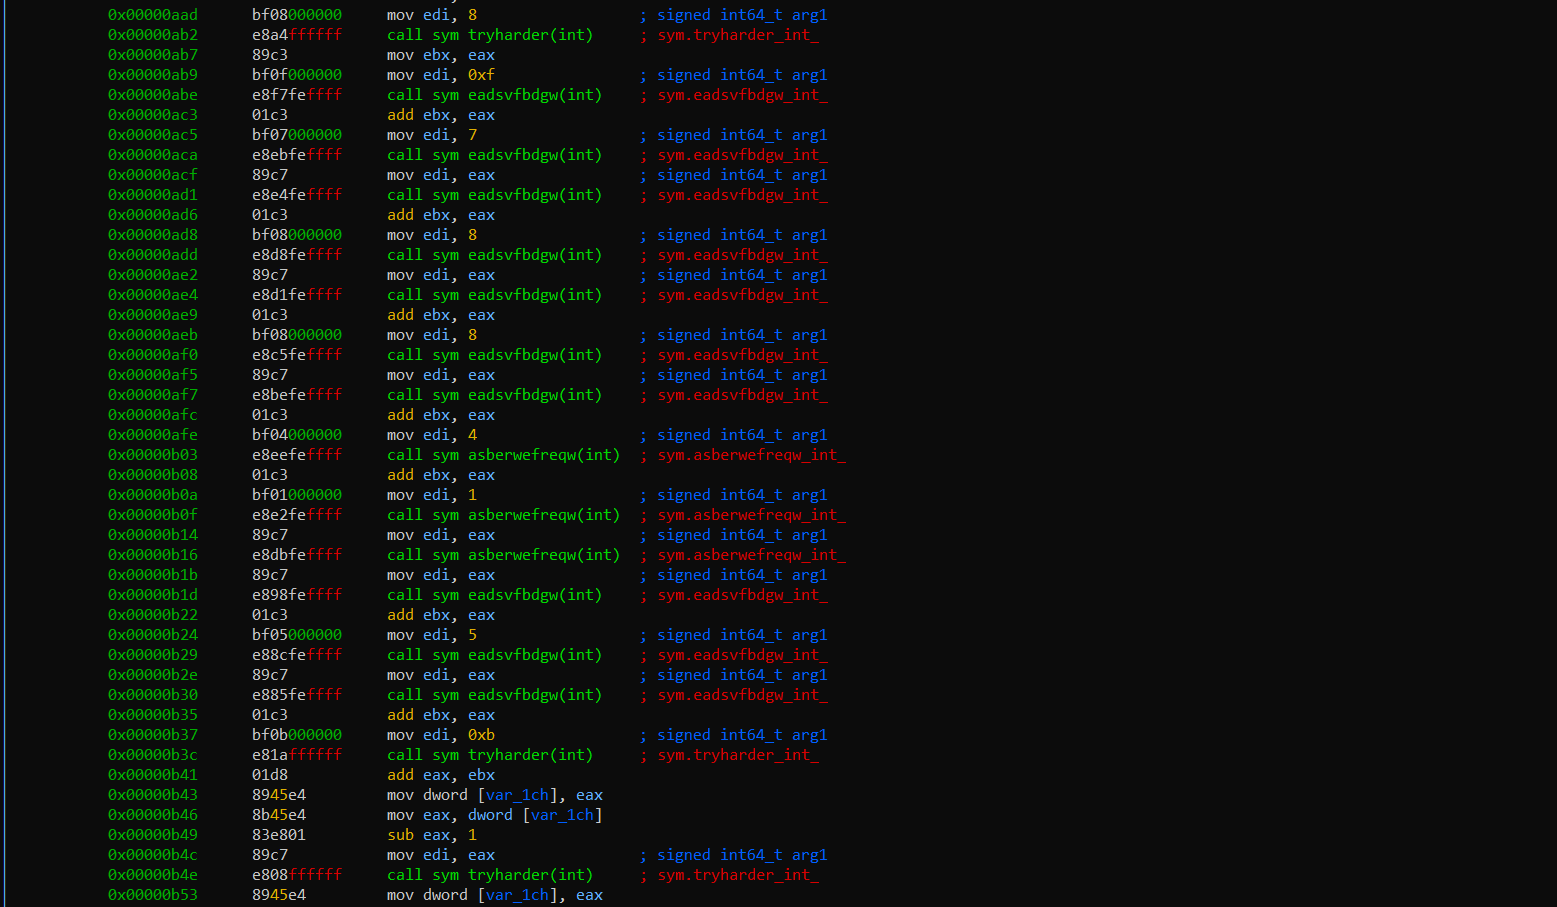 0x00000aad bf08000000 mov edi, 8 ; signed int64_t arg1
0x00000ab2 e8a4ffffff call sym tryharder(int) ; sym.tryharder_int_
0x00000ab7 89c3 mov ebx, eax
0x00000ab9 bf0f000000 mov edi, 0xf ; signed int64_t arg1
0x00000abe e8f7feffff call sym eadsvfbdgw(int) ; sym.eadsvfbdgw_int_
0x00000ac3 01c3 add ebx, eax
0x00000ac5 bf07000000 mov edi, 7 ; signed int64_t arg1
0x00000aca e8ebfeffff call sym eadsvfbdgw(int) ; sym.eadsvfbdgw_int_
0x00000acf 89c7 mov edi, eax ; signed int64_t arg1
0x00000ad1 e8e4feffff call sym eadsvfbdgw(int) ; sym.eadsvfbdgw_int_
0x00000ad6 01c3 add ebx, eax
0x00000ad8 bf08000000 mov edi, 8 ; signed int64_t arg1
0x00000add e8d8feffff call sym eadsvfbdgw(int) ; sym.eadsvfbdgw_int_
0x00000ae2 89c7 mov edi, eax ; signed int64_t arg1
0x00000ae4 e8d1feffff call sym eadsvfbdgw(int) ; sym.eadsvfbdgw_int_
0x00000ae9 01c3 add ebx, eax
0x00000aeb bf08000000 mov edi, 8 ; signed int64_t arg1
0x00000af0 e8c5feffff call sym eadsvfbdgw(int) ; sym.eadsvfbdgw_int_
0x00000af5 89c7 mov edi, eax ; signed int64_t arg1
0x00000af7 e8befeffff call sym eadsvfbdgw(int) ; sym.eadsvfbdgw_int_
0x00000afc 01c3 add ebx, eax
0x00000afe bf04000000 mov edi, 4 ; signed int64_t arg1
0x00000b03 e8eefeffff call sym asberwefreqw(int) ; sym.asberwefreqw_int_
0x00000b08 01c3 add ebx, eax
0x00000b0a bf01000000 mov edi, 1 ; signed int64_t arg1
0x00000b0f e8e2feffff call sym asberwefreqw(int) ; sym.asberwefreqw_int_
0x00000b14 89c7 mov edi, eax ; signed int64_t arg1
0x00000b16 e8dbfeffff call sym asberwefreqw(int) ; sym.asberwefreqw_int_
0x00000b1b 89c7 mov edi, eax ; signed int64_t arg1
0x00000b1d e898feffff call sym eadsvfbdgw(int) ; sym.eadsvfbdgw_int_
0x00000b22 01c3 add ebx, eax
0x00000b24 bf05000000 mov edi, 5 ; signed int64_t arg1
0x00000b29 e88cfeffff call sym eadsvfbdgw(int) ; sym.eadsvfbdgw_int_
0x00000b2e 89c7 mov edi, eax ; signed int64_t arg1
0x00000b30 e885feffff call sym eadsvfbdgw(int) ; sym.eadsvfbdgw_int_
0x00000b35 01c3 add ebx, eax
0x00000b37 bf0b000000 mov edi, 0xb ; signed int64_t arg1
0x00000b3c e81affffff call sym tryharder(int) ; sym.tryharder_int_
0x00000b41 01d8 add eax, ebx
0x00000b43 8945e4 mov dword [var_1ch], eax
0x00000b46 8b45e4 mov eax, dword [var_1ch]
0x00000b49 83e801 sub eax, 1
0x00000b4c 89c7 mov edi, eax ; signed int64_t arg1
0x00000b4e e808ffffff call sym tryharder(int) ; sym.tryharder_int_
0x00000b53 8945e4 mov dword [var_1ch], eax